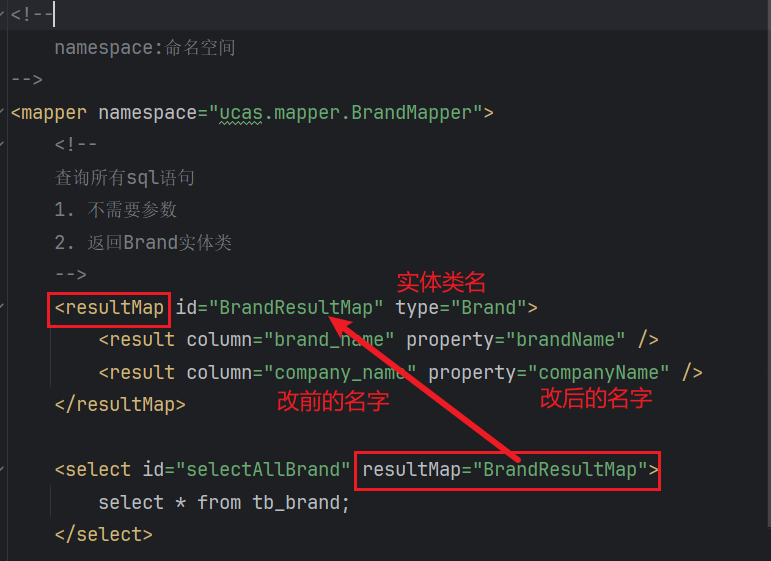 <!--
namespace:命名空间
-->
<mapper namespace="ucas.mapper.BrandMapper">
<!--
查询所有sql语句
1. 不需要参数
2. 返回Brand实体类
-->
实体类名
<resultMap id="BrandResultMap" type="Brand">
<result column="brand_name" property="brandName" />
<result column="company_name" property="companyName" />
</resultMap>
改前的名字
改后的名字
<select id="selectAllBrand" resultMap="BrandResultMap">
select * from tb_brand;
</select>